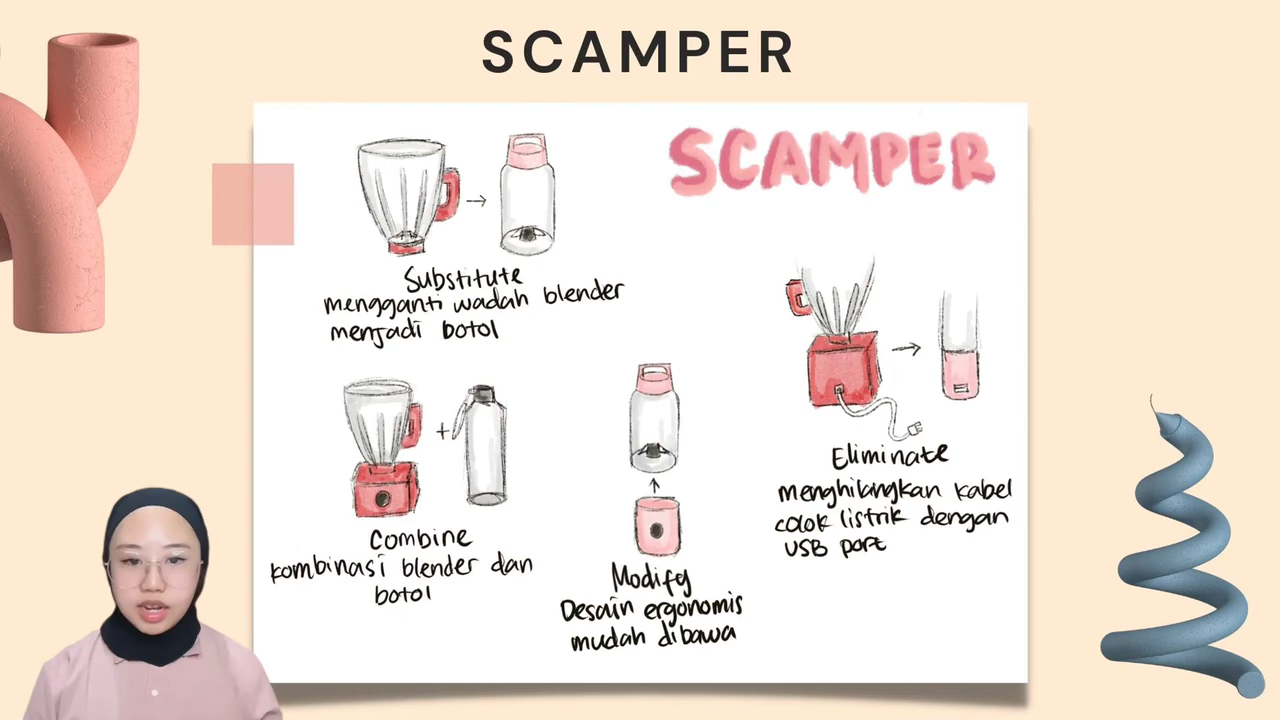 SCAMPER
SCAMPER
Substitute
mengganti wadah blender
menjadi botol
Combine
kombinasi blender dan
botol
Modify
Desain ergonomis
mudah dibawa
Eliminate
menghilangkan kabel
colok listrik dengan
USB port